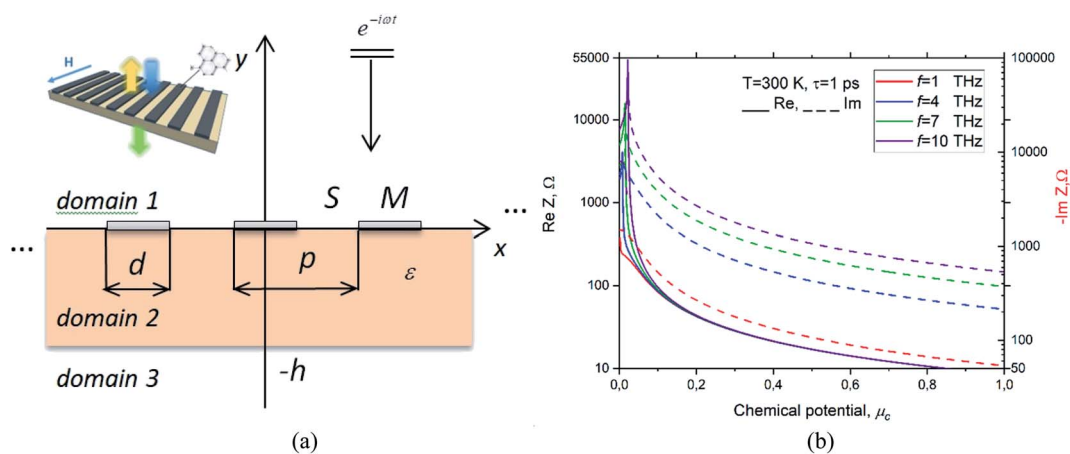 e^{-iωt}
H
y
domain 1
S
M
...
...
x
d
p
ε
domain 2
-h
domain 3
(a)
55000
10000
1000
100
10
Re Z, Ω
T=300 K, τ=1 ps
Re, Im
f=1 THz
f=4 THz
f=7 THz
f=10 THz
100000
10000
1000
100
50
-Im Z,Ω
0,0 0,2 0,4 0,6 0,8 1,0
Chemical potential, μ_c
(b)